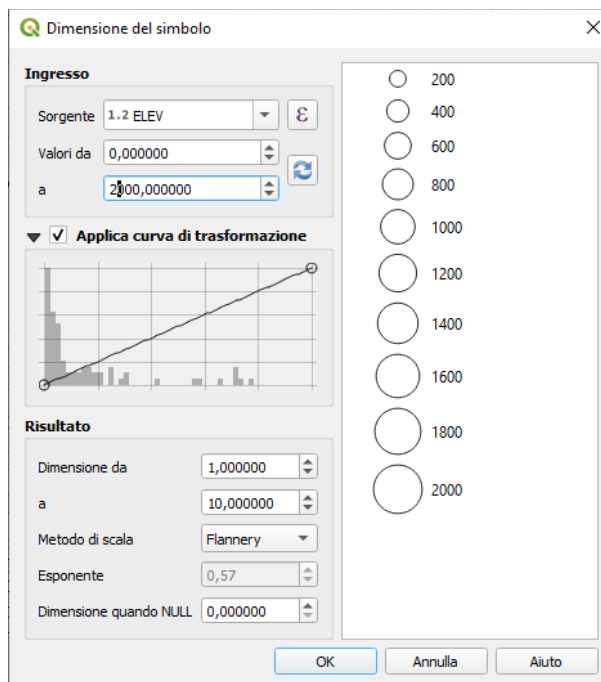 Dimensione del simbolo
Ingresso
Sorgente 1.2 ELEV ε
Valori da 0,000000
a 2000,000000
Applica curva di trasformazione
Risultato
Dimensione da 1,000000
a 10,000000
Metodo di scala Flannery
Esponente 0,57
Dimensione quando NULL 0,000000
200
400
600
800
1000
1200
1400
1600
1800
2000
OK Annulla Aiuto